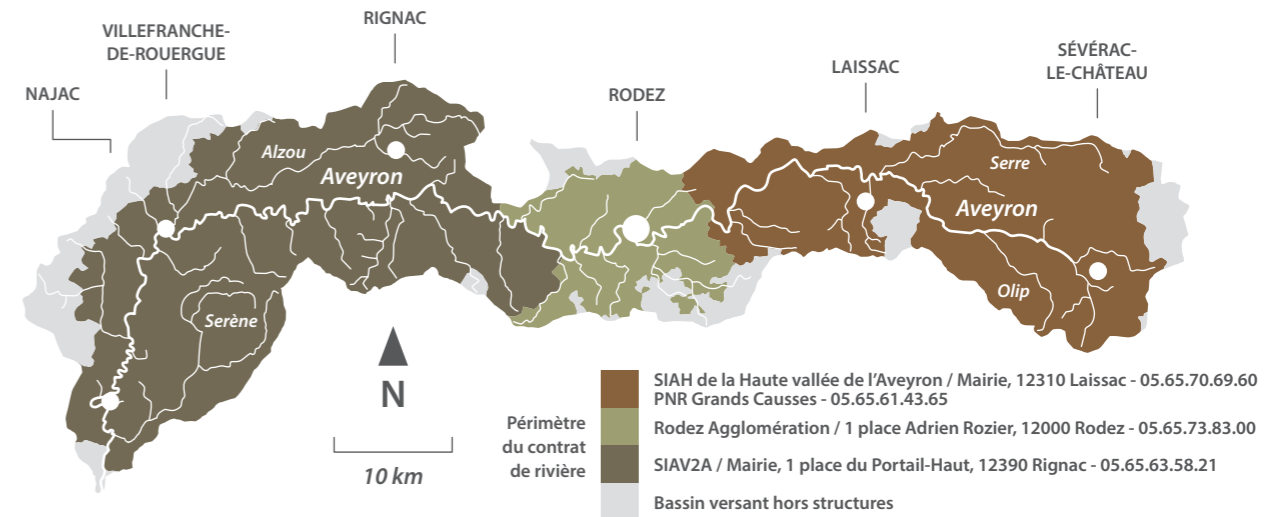 RIGNAC
VILLEFRANCHE-
DE-ROUERGUE
SÉVÉRAC-
LE-CHÂTEAU
LAISSAC
NAJAC
RODEZ
Alzou
Aveyron
Serre
Aveyron
Olip
Serène
N
10 km
Périmètre
du contrat
de rivière
SIAH de la Haute vallée de l'Aveyron / Mairie, 12310 Laissac - 05.65.70.69.60
PNR Grands Causses - 05.65.61.43.65
Rodez Agglomération / 1 place Adrien Rozier, 12000 Rodez - 05.65.73.83.00
SIAV2A / Mairie, 1 place du Portail-Haut, 12390 Rignac - 05.65.63.58.21
Bassin versant hors structures